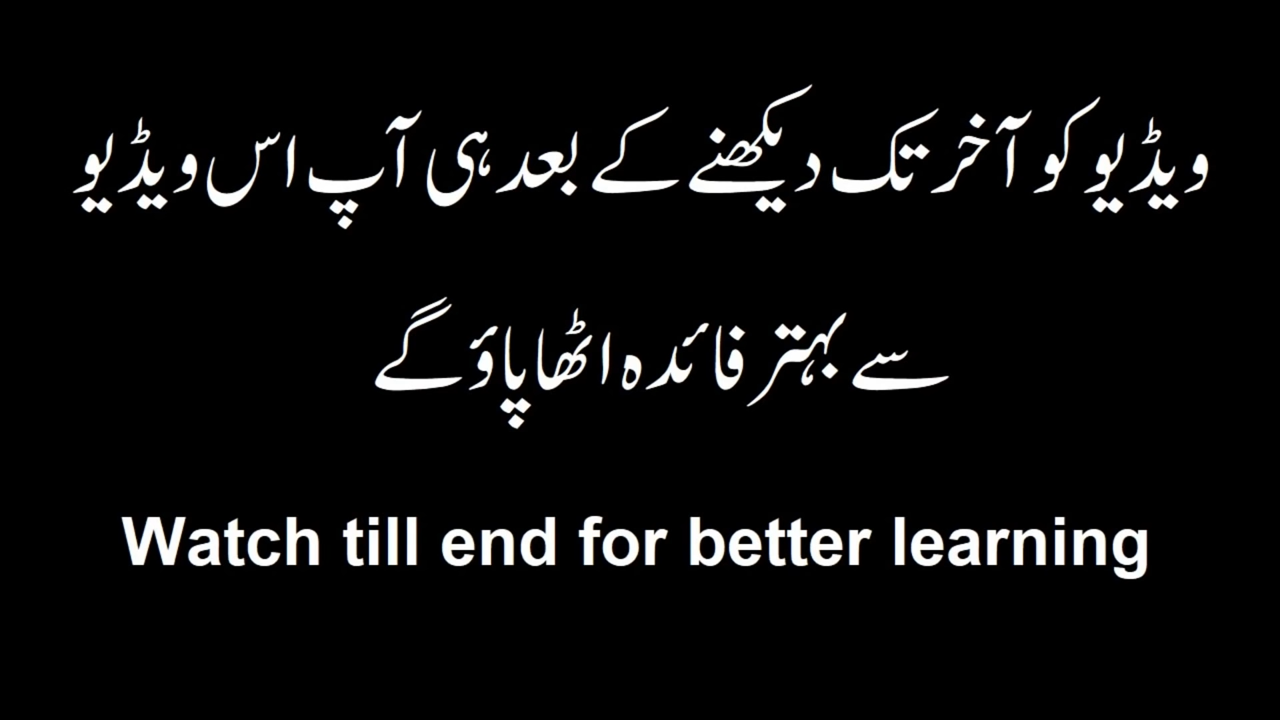 ویڈیو کو آخر تک دیکھنے کے بعد ہی آپ اس ویڈیو
سے بہتر فائدہ اٹھا پاؤ گے
Watch till end for better learning